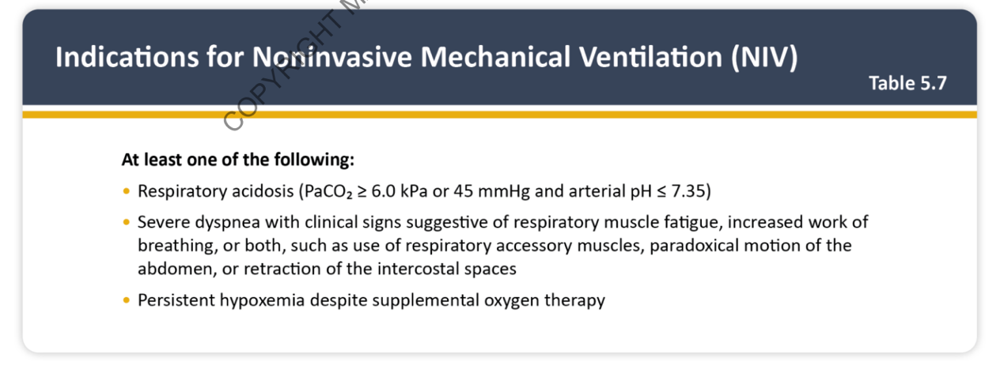 Indications for Noninvasive Mechanical Ventilation (NIV)
Table 5.7
COPYRIGHT
At least one of the following:
• Respiratory acidosis (PaCO₂ ≥ 6.0 kPa or 45 mmHg and arterial pH ≤ 7.35)
• Severe dyspnea with clinical signs suggestive of respiratory muscle fatigue, increased work of
breathing, or both, such as use of respiratory accessory muscles, paradoxical motion of the
abdomen, or retraction of the intercostal spaces
• Persistent hypoxemia despite supplemental oxygen therapy